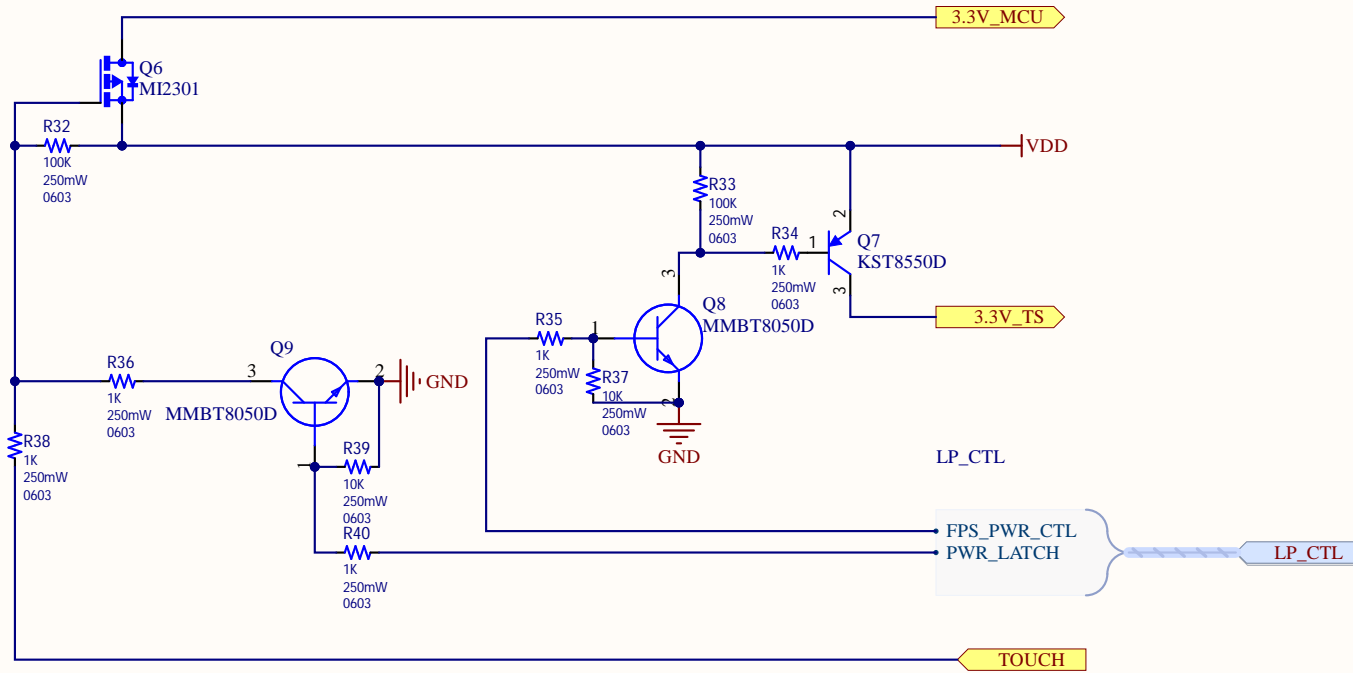 3.3V_MCU
Q6
MI2301
R32
100K
250mW
0603
VDD
R33
100K
250mW
0603
R34
1K
250mW
0603
1
2
3
Q7
KST8550D
3.3V_TS
3
Q8
MMBT8050D
R35
1K
250mW
0603
1
R37
10K
250mW
0603
2
GND
Q9
R36
1K
250mW
0603
3
MMBT8050D
2
GND
R38
1K
250mW
0603
1
R39
10K
250mW
0603
R40
1K
250mW
0603
LP_CTL
FPS_PWR_CTL
PWR_LATCH
LP_CTL
TOUCH